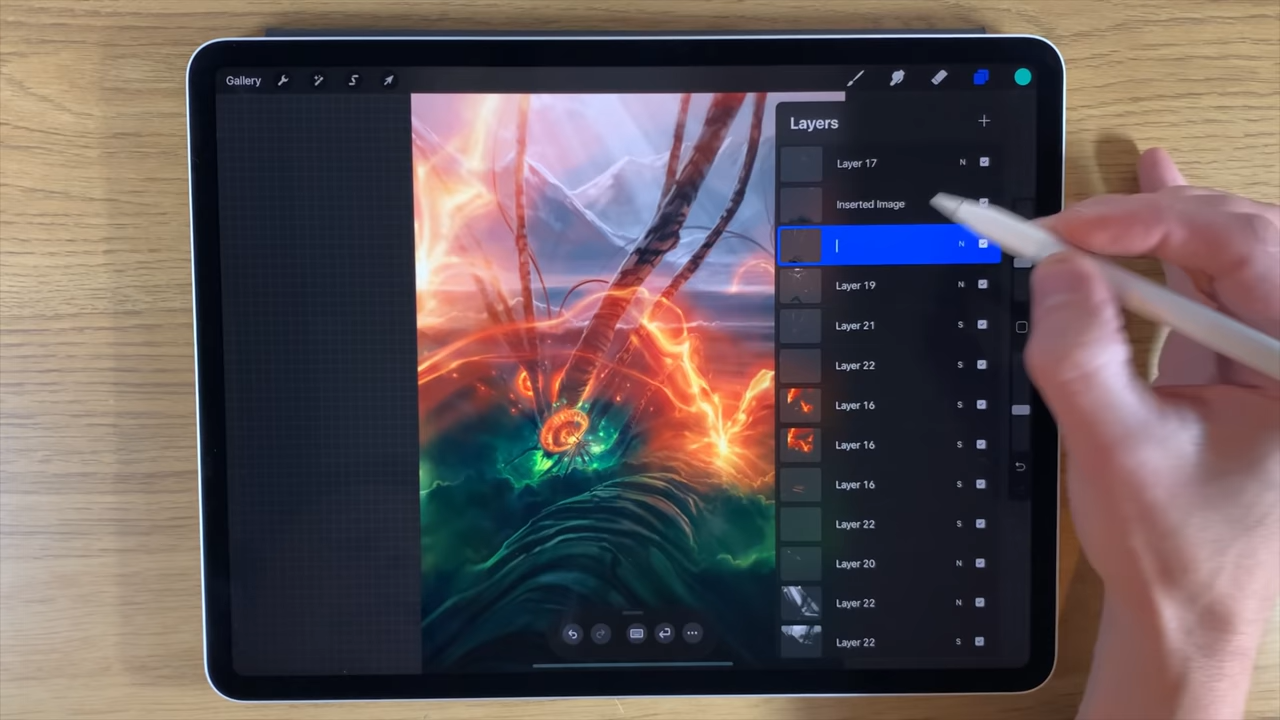 Gallery
Layers
Layer 17 N
Inserted Image
N
Layer 19 N
Layer 21 S
Layer 22 S
Layer 16 S
Layer 16 S
Layer 16 S
Layer 22 S
Layer 20 N
Layer 22 N
Layer 22 S